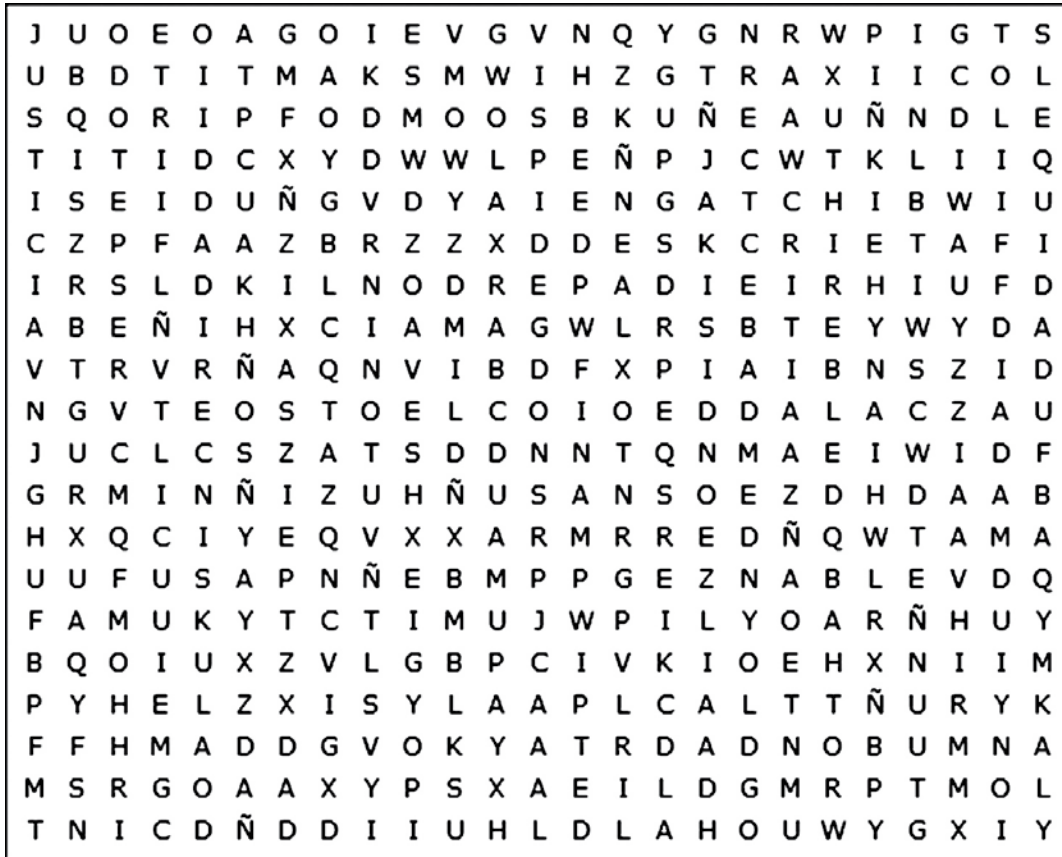 J U O E O A G O I E V G V N Q Y G N R W P I G T S
U B D T I T M A K S M W I H Z G T R A X I I C O L
S Q O R I P F O D M O O S B K U Ñ E A U Ñ N D L E
T I T I D C X Y D W W L P E Ñ P J C W T K L I I Q
I S E I D U Ñ G V D Y A I E N G A T C H I B W I U
C Z P F A A Z B R Z Z X D D E S K C R I E T A F I
I R S L D K I L N O D R E P A D I E I R H I U F D
A B E Ñ I H X C I A M A G W L R S B T E Y W Y D A
V T R V R Ñ A Q N V I B D F X P I A I B N S Z I D
N G V T E O S T O E L C O I O E D D A L A C Z A U
J U C L C S Z A T S D D N N T Q N M A E I W I D F
G R M I N Ñ I Z U H Ñ U S A N S O E Z D H D A A B
H X Q C I Y E Q V X X A R M R R E D Ñ Q W T A M A
U U F U S A P N Ñ E B M P P G E Z N A B L E V D Q
F A M U K Y T C T I M U J W P I L Y O A R Ñ H U Y
B Q O I U X Z V L G B P C I V K I O E H X N I I M
P Y H E L Z X I S Y L A A P L C A L T T Ñ U R Y K
F F H M A D D G V O K Y A T R D A D N O B U M N A
M S R G O A A X Y P S X A E I L D G M R P T M O L
T N I C D Ñ D D I I U H L D L A H O U W Y G X I Y